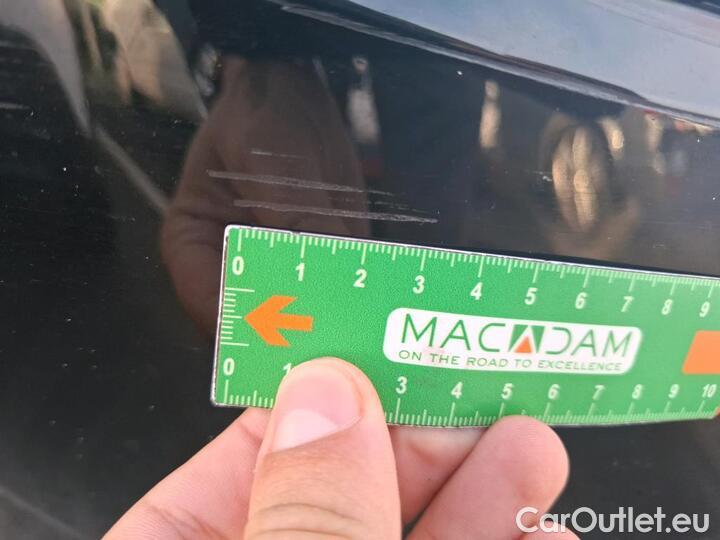 0 1 2 3 4 5 6 7 8 9
MACADAM
ON THE ROAD TO EXCELLENCE
0 1 3 4 5 6 7 8 9 10
CarOutlet.eu